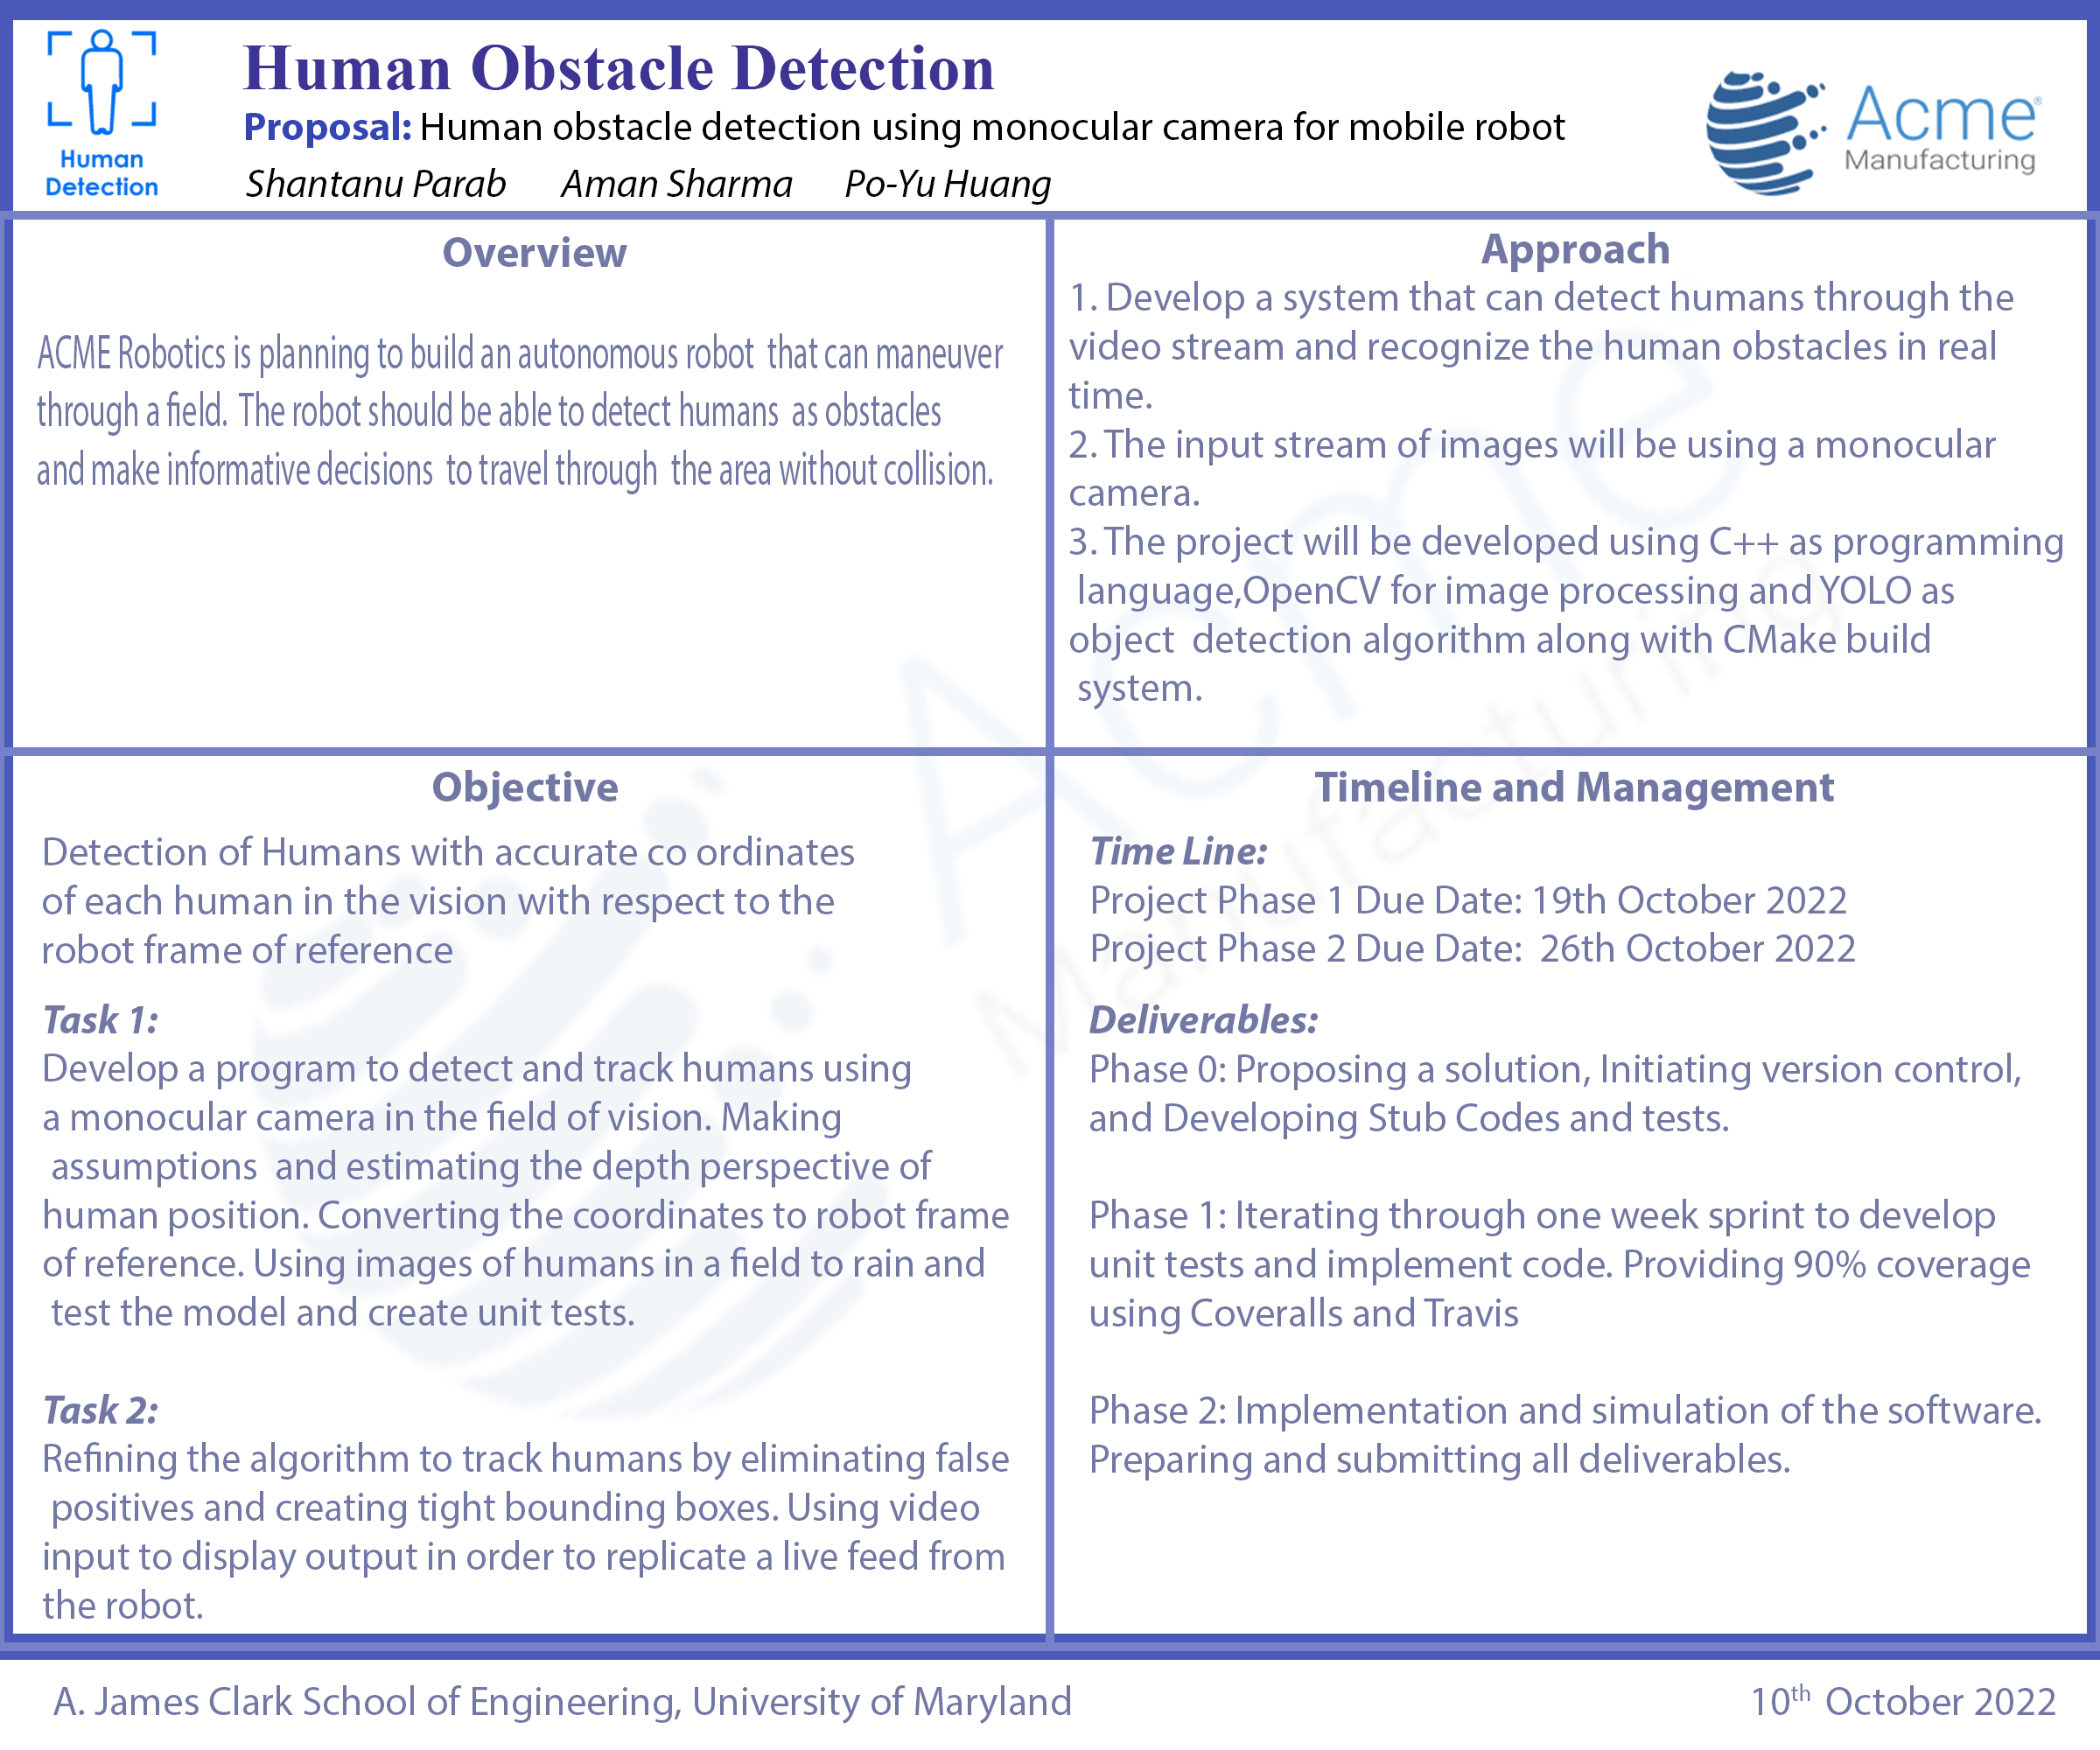 Human
Detection
Human Obstacle Detection
Proposal: Human obstacle detection using monocular camera for mobile robot
Shantanu Parab Aman Sharma Po-Yu Huang
Acme®
Manufacturing
Overview
ACME Robotics is planning to build an autonomous robot that can maneuver
through a field. The robot should be able to detect humans as obstacles
and make informative decisions to travel through the area without collision.
Approach
1. Develop a system that can detect humans through the
video stream and recognize the human obstacles in real
time.
2. The input stream of images will be using a monocular
camera.
3. The project will be developed using C++ as programming
language,OpenCV for image processing and YOLO as
object detection algorithm along with CMake build
system.
Objective
Detection of Humans with accurate co ordinates
of each human in the vision with respect to the
robot frame of reference
Task 1:
Develop a program to detect and track humans using
a monocular camera in the field of vision. Making
assumptions and estimating the depth perspective of
human position. Converting the coordinates to robot frame
of reference. Using images of humans in a field to rain and
test the model and create unit tests.
Task 2:
Refining the algorithm to track humans by eliminating false
positives and creating tight bounding boxes. Using video
input to display output in order to replicate a live feed from
the robot.
Timeline and Management
Time Line:
Project Phase 1 Due Date: 19th October 2022
Project Phase 2 Due Date: 26th October 2022
Deliverables:
Phase 0: Proposing a solution, Initiating version control,
and Developing Stub Codes and tests.
Phase 1: Iterating through one week sprint to develop
unit tests and implement code. Providing 90% coverage
using Coveralls and Travis
Phase 2: Implementation and simulation of the software.
Preparing and submitting all deliverables.
Acme
Manufacturing
A. James Clark School of Engineering, University of Maryland
10th October 2022